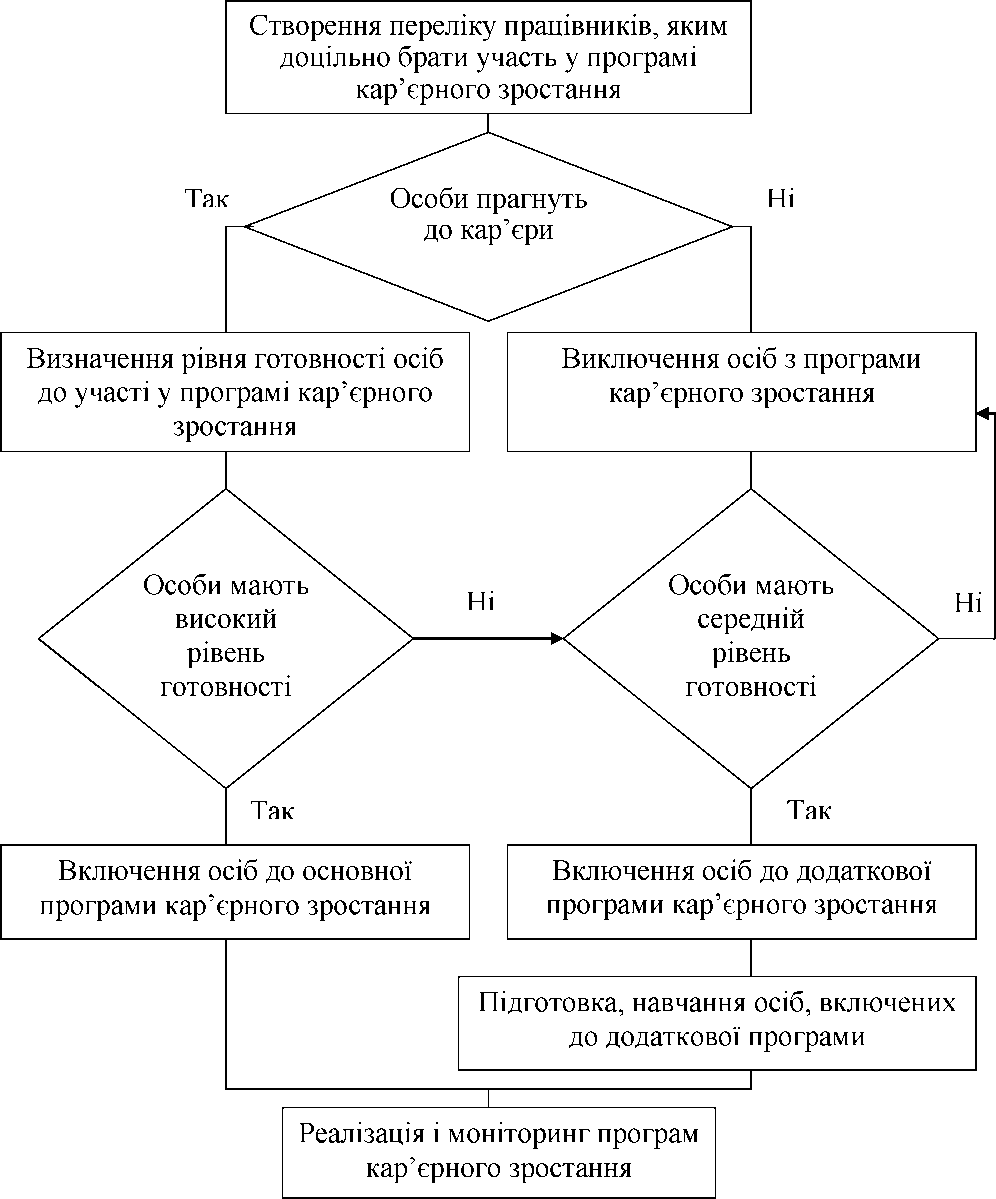 Створення переліку працівників, яким
доцільно брати участь у програмі
кар’єрного зростання
Так
Особи прагнуть
до кар’єри
Ні
Визначення рівня готовності осіб
до участі у програмі кар’єрного
зростання
Виключення осіб з програми
кар’єрного зростання
Особи мають
високий
рівень
готовності
Ні
Особи мають
середній
рівень
готовності
Ні
Так
Так
Включення осіб до основної
програми кар’єрного зростання
Включення осіб до додаткової
програми кар’єрного зростання
Підготовка, навчання осіб, включених
до додаткової програми
Реалізація і моніторинг програм
кар’єрного зростання